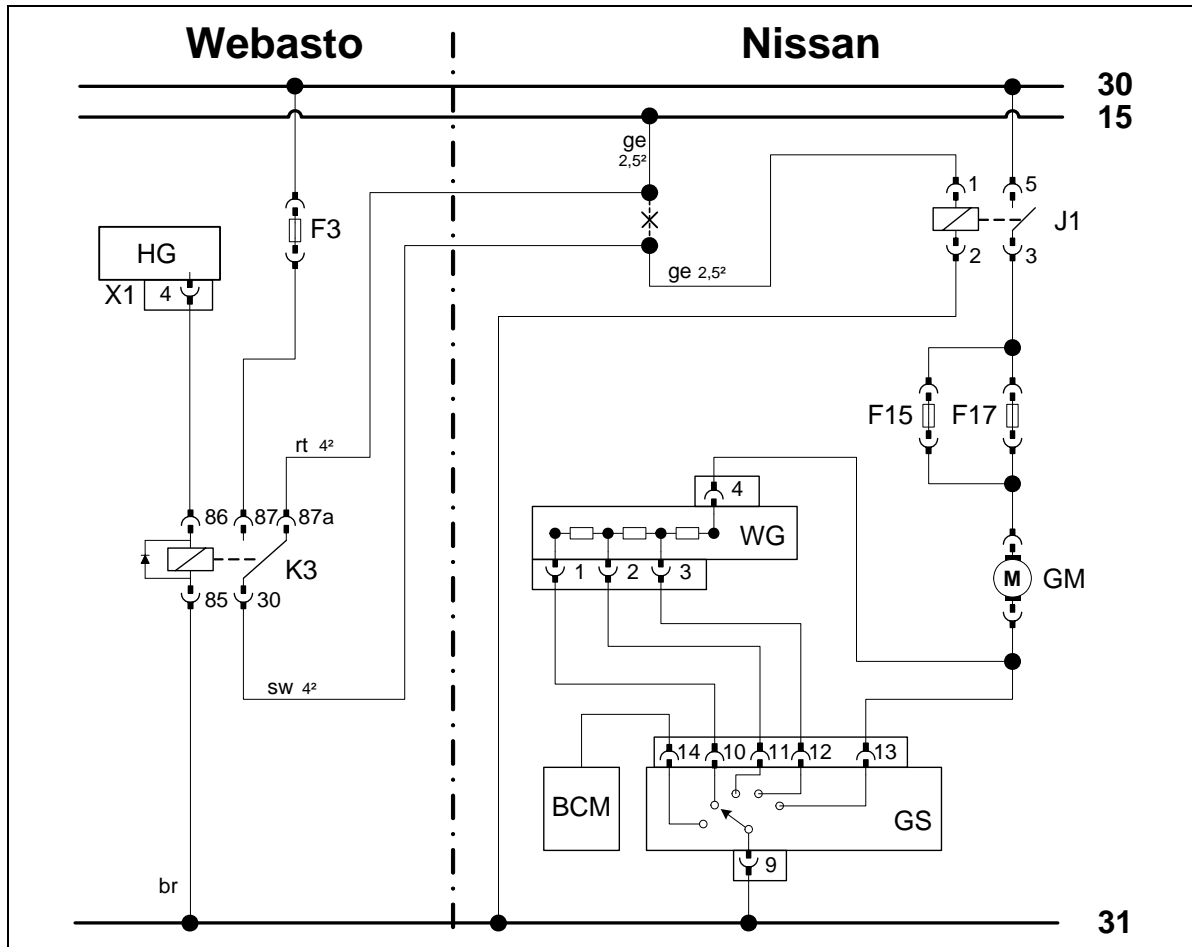 Webasto
Nissan
30
15
ge
2,5²
1
5
F3
J1
HG
X1
4
2
3
ge 2,5²
F15
F17
rt 4²
4
WG
86
87
87a
K3
1
2
3
M
GM
85
30
sw 4²
14
10
11
12
13
BCM
GS
9
br
31